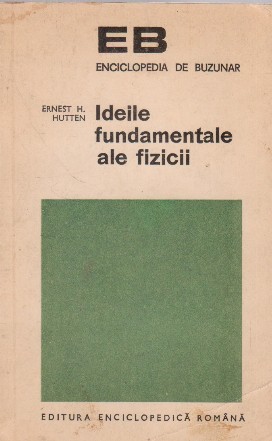 EB
ENCICLOPEDIA DE BUZUNAR
ERNEST H.
HUTTEN
Ideile
fundamentale
ale fizicii
EDITURA ENCICLOPEDICĂ ROMÂNĂ